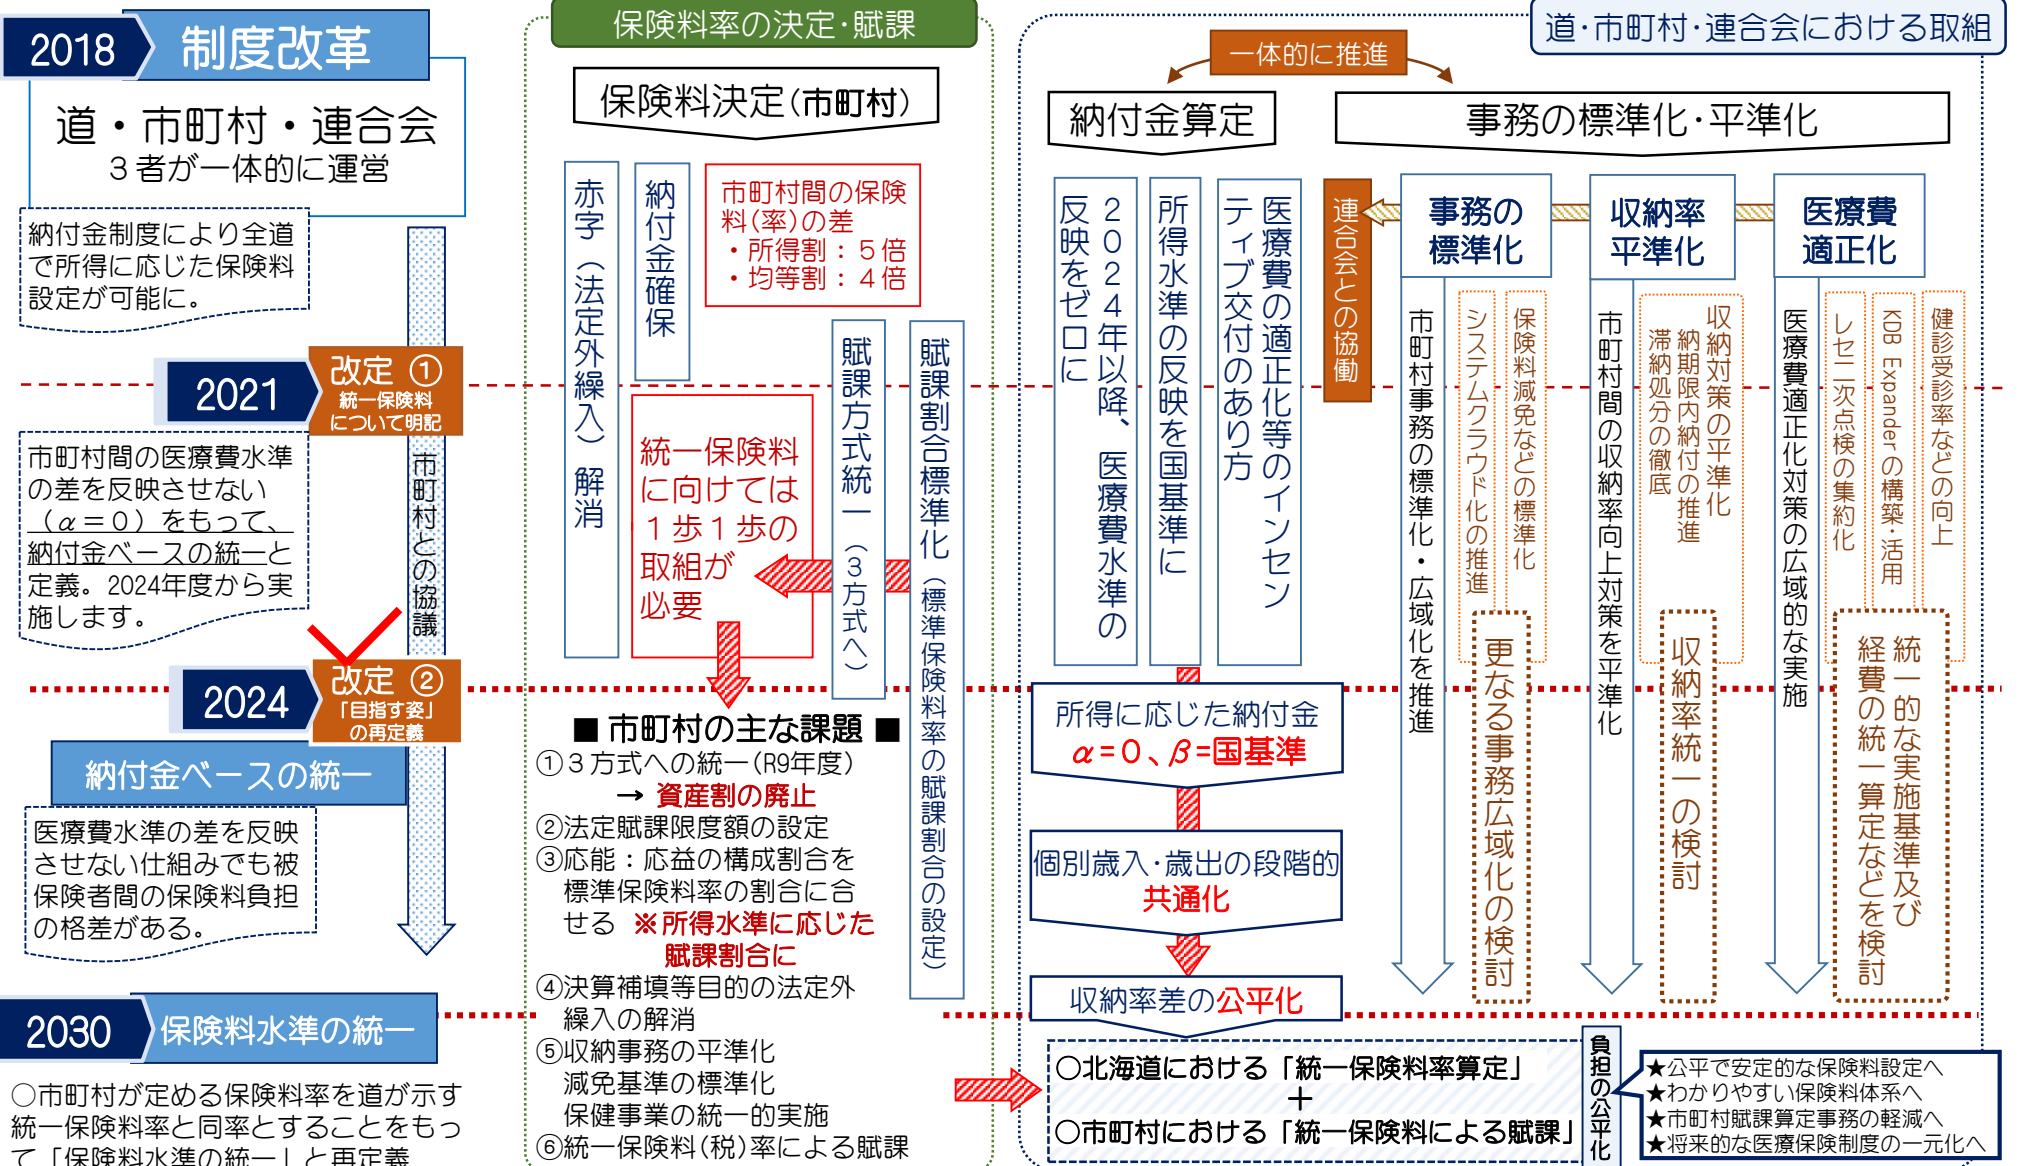 2018
制度改革
道・市町村・連合会
３者が一体的に運営
納付金制度により全道
で所得に応じた保険料
設定が可能に。
2021
改定 ①
統一保険料
について明記
市町村間の医療費水準
の差を反映させない
（α＝０）をもって、
納付金ベースの統一と
定義。2024年度から実
施します。
市町村との協議
2024
改定 ②
「目指す姿」
の再定義
納付金ベースの統一
医療費水準の差を反映
させない仕組みでも被
保険者間の保険料負担
の格差がある。
2030
保険料水準の統一
○市町村が定める保険料率を道が示す
統一保険料率と同率とすることをもっ
て「保険料水準の統一」と再定義
保険料率の決定・賦課
保険料決定(市町村)
赤字（法定外繰入）解消
納付金確保
市町村間の保険
料(率)の差
・所得割：５倍
・均等割：４倍
賦課方式統一（３方式へ）
賦課割合標準化（標準保険料率の賦課割合の設定）
統一保険料
に向けては
１歩１歩の
取組が
必要
■ 市町村の主な課題 ■
①３方式への統一(R9年度)
→ 資産割の廃止
②法定賦課限度額の設定
③応能：応益の構成割合を
標準保険料率の割合に合
せる ※所得水準に応じた
賦課割合に
④決算補填等目的の法定外
繰入の解消
⑤収納事務の平準化
減免基準の標準化
保健事業の統一的実施
⑥統一保険料(税)率による賦課
道・市町村・連合会における取組
一体的に推進
納付金算定
事務の標準化・平準化
２０２４年以降、医療費水準の
反映をゼロに
所得水準の反映を国基準に
医療費の適正化等のインセン
ティブ交付のあり方
連合会との協働
事務の
標準化
収納率
平準化
医療費
適正化
市町村事務の標準化・広域化を推進
保険料減免などの標準化
システムクラウド化の推進
更なる事務広域化の検討
市町村間の収納率向上対策を平準化
収納対策の平準化
納期限内納付の推進
滞納処分の徹底
収納率統一の検討
医療費適正化対策の広域的な実施
健診受診率などの向上
KDB Expanderの構築・活用
レセ二次点検の集約化
統一的な実施基準及び
経費の統一算定などを検討
所得に応じた納付金
α=０、β=国基準
個別歳入・歳出の段階的
共通化
収納率差の公平化
○北海道における「統一保険料率算定」
＋
○市町村における「統一保険料による賦課」
負担の公平化
★公平で安定的な保険料設定へ
★わかりやすい保険料体系へ
★市町村賦課算定事務の軽減へ
★将来的な医療保険制度の一元化へ